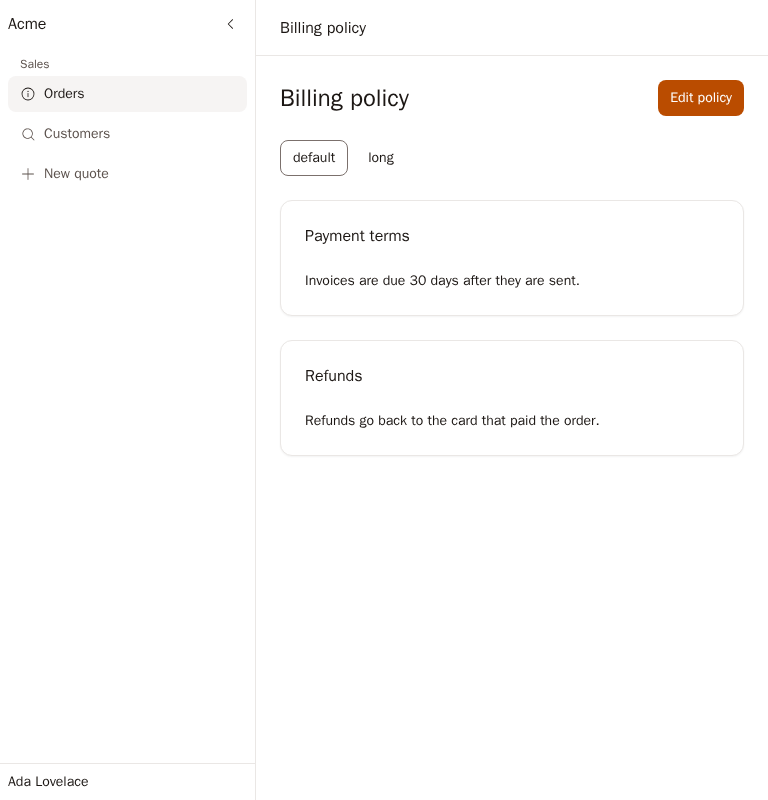 Acme
Sales
Orders
Customers
New quote
Ada Lovelace
Billing policy
Billing policy
Edit policy
default
long
Payment terms
Invoices are due 30 days after they are sent.
Refunds
Refunds go back to the card that paid the order.